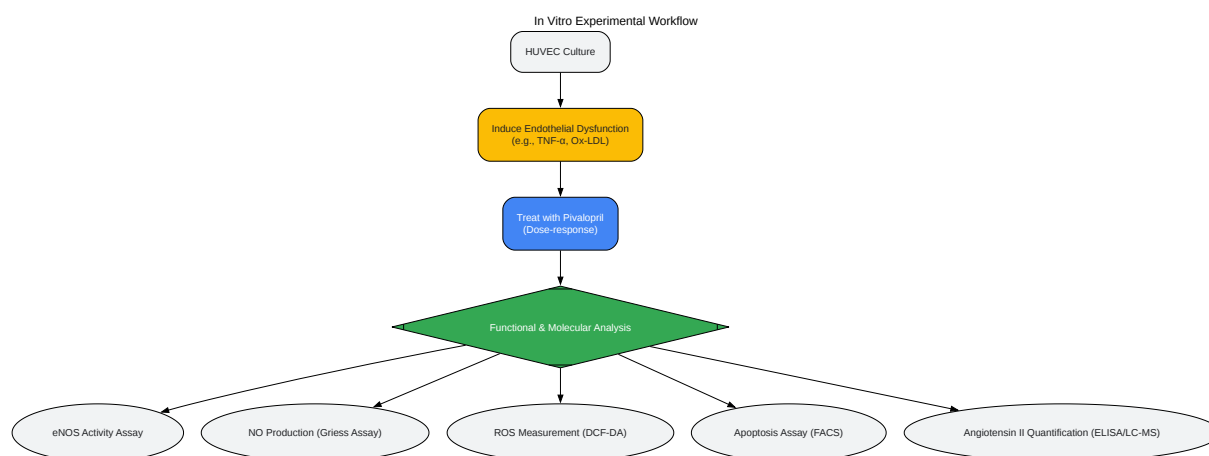 In Vitro Experimental Workflow
HUVEC Culture
Induce Endothelial Dysfunction
(e.g., TNF-α, Ox-LDL)
Treat with Pivalopril
(Dose-response)
Functional & Molecular Analysis
eNOS Activity Assay
NO Production (Griess Assay)
ROS Measurement (DCF-DA)
Apoptosis Assay (FACS)
Angiotensin II Quantification (ELISA/LC-MS)